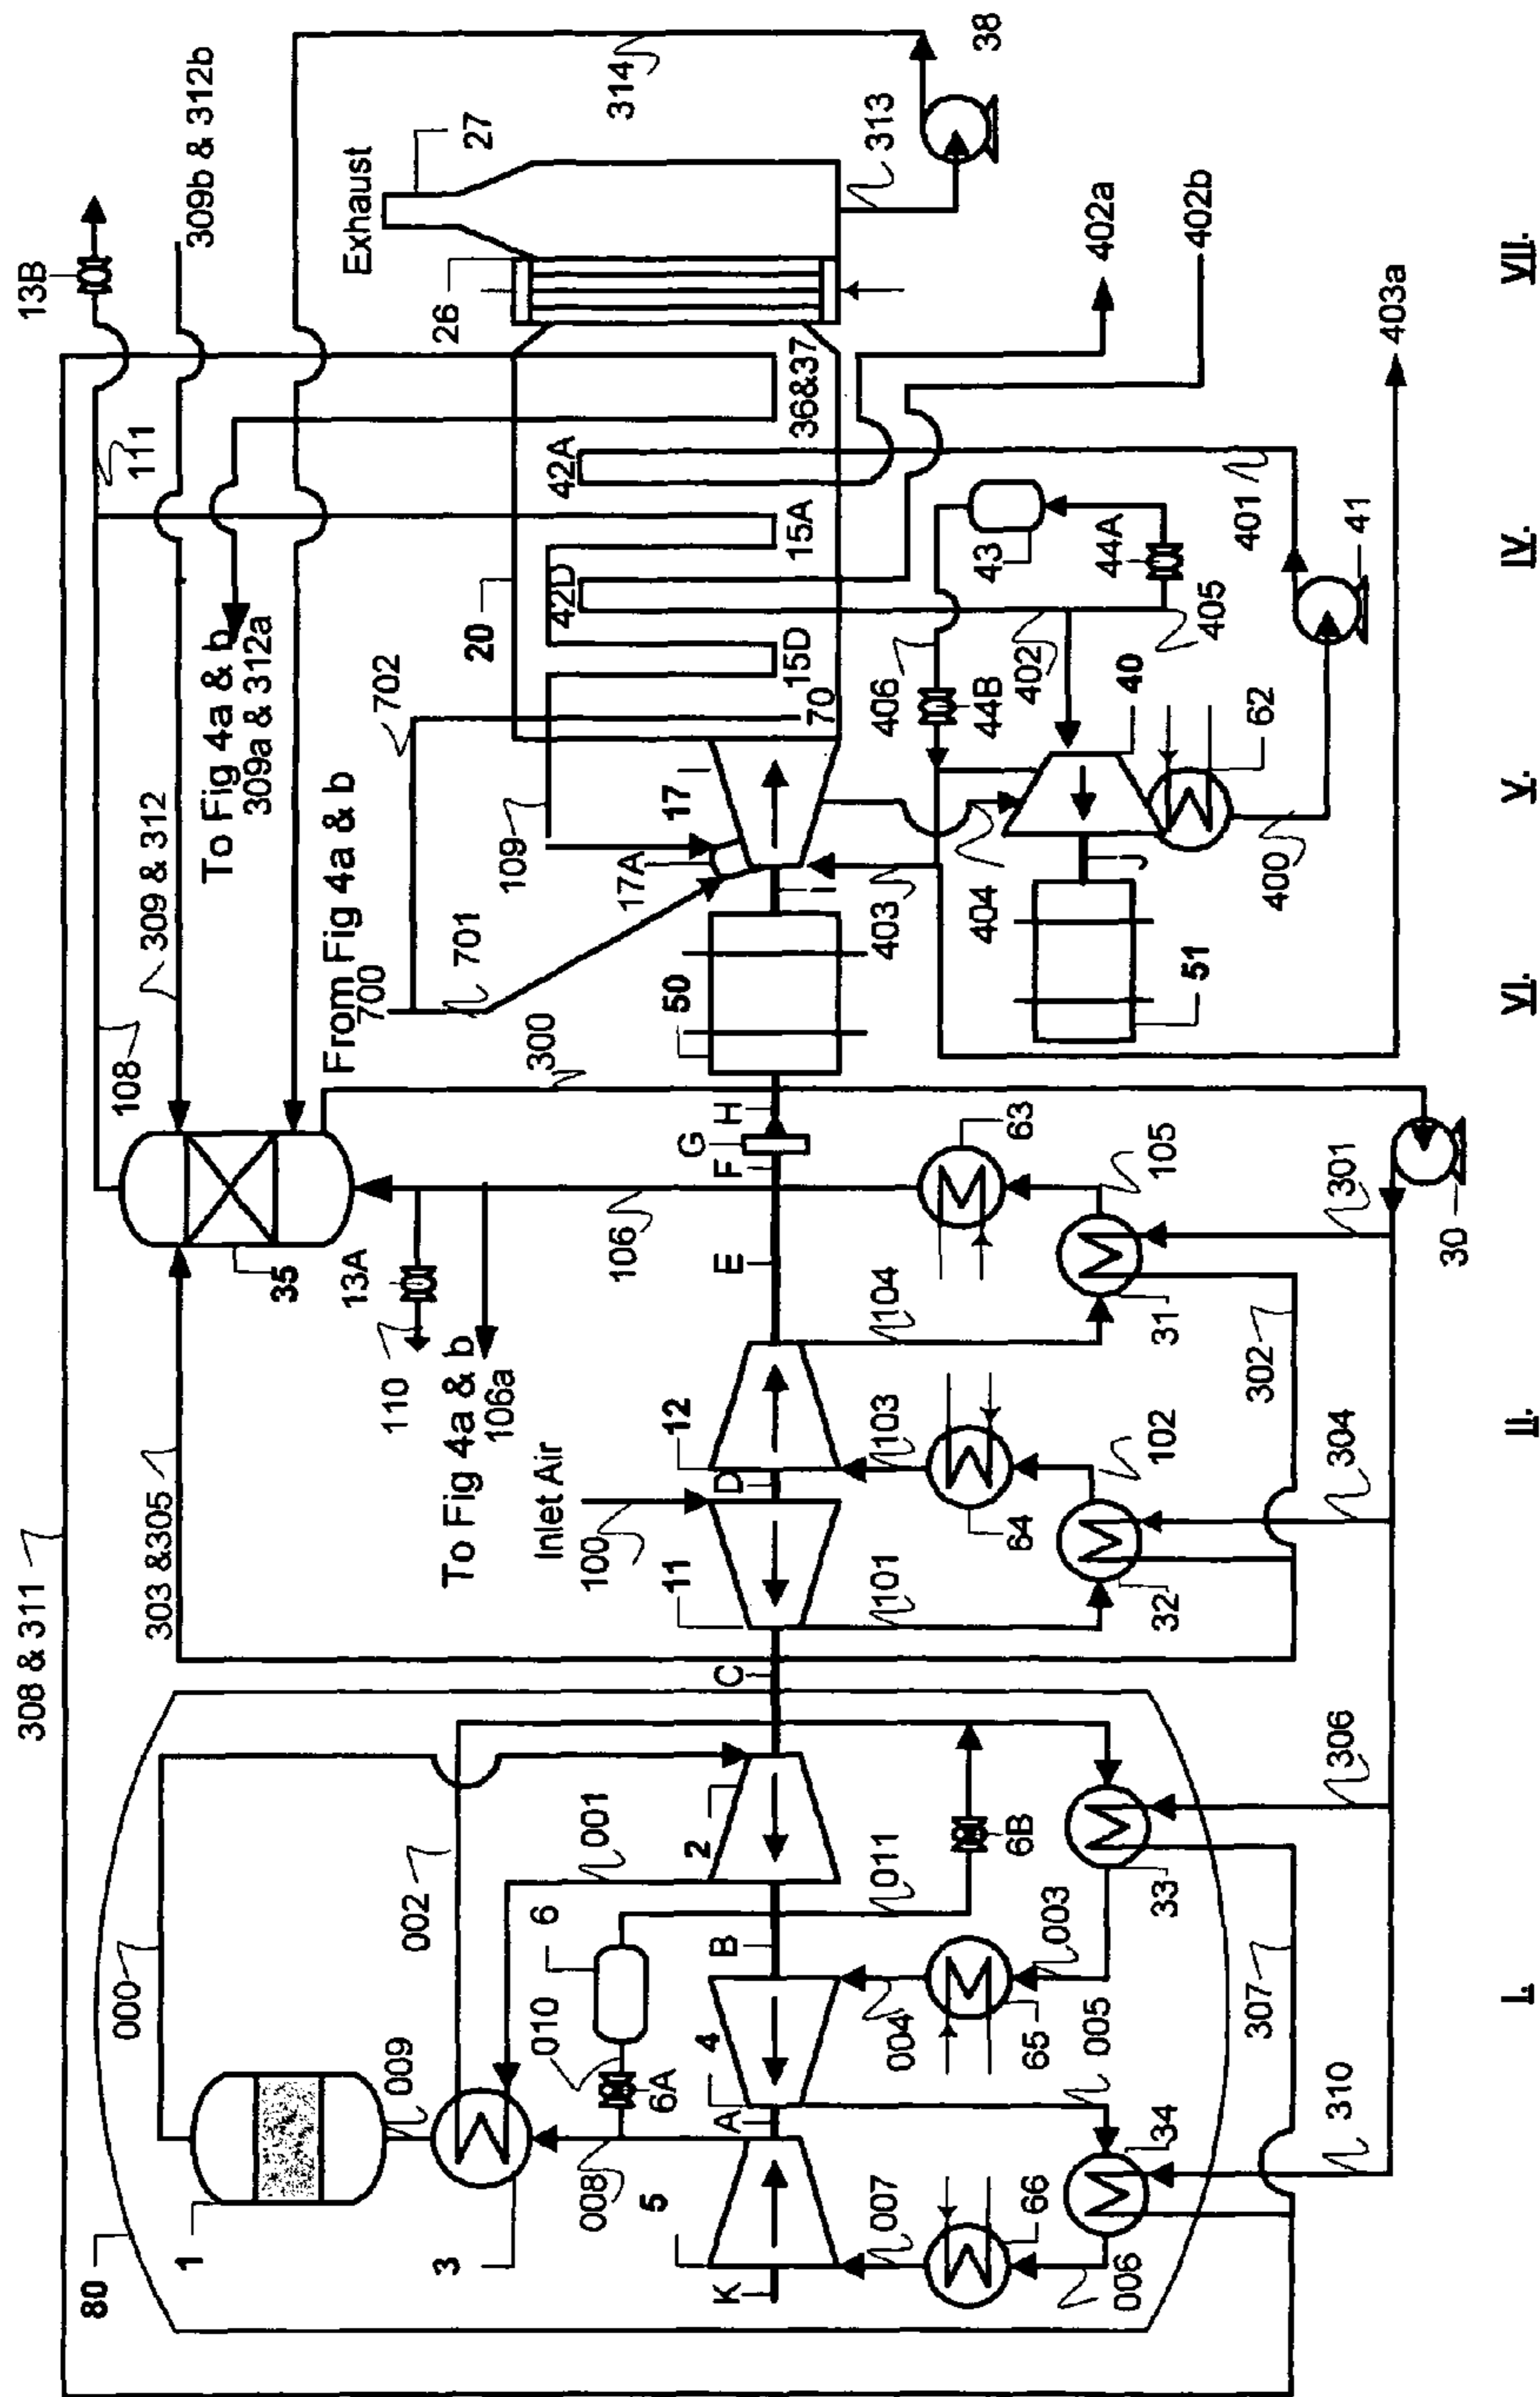 308 & 311
303 & 305
108
309 & 312
111
13B
309b & 312b
314
38
313
Exhaust
27
26
To Fig 4a & b
309a & 312a
From Fig 4a & b
700
701
702
300
35
13A
110
106
To Fig 4a & b
106a
Inlet Air
100
80
1
000
009
3
002
001
008
010
6
6A
6B
011
5
4
2
11
12
50
17
17A
109
20
15D
42D
15A
42A
36&37
70
K
A
B
C
D
E
F
G
H
I
J
007
66
006
34
005
004
65
003
33
101
32
102
64
103
104
31
105
63
310
307
306
304
302
301
30
403
404
51
400
62
40
44B
406
402
405
44A
43
401
41
402a
402b
403a
I.
II.
VI.
V.
IV.
VII.